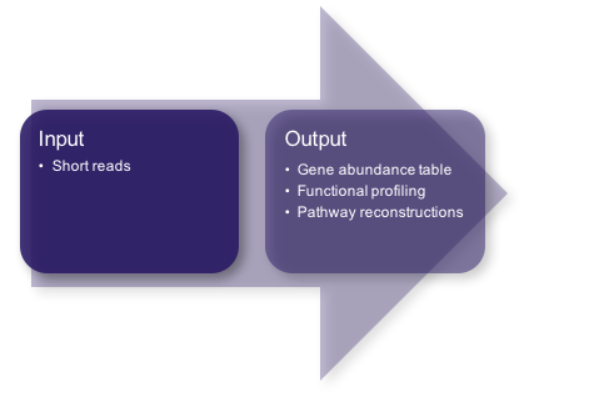 Input
• Short reads
Output
• Gene abundance table
• Functional profiling
• Pathway reconstructions